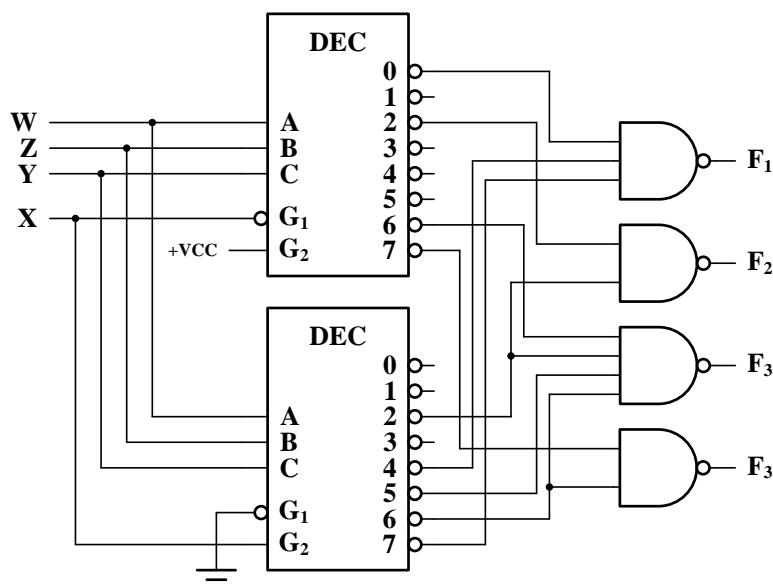 DEC
0
1
W A 2 F₁
Z B 3
Y C 4
5
X G₁ 6
+VCC G₂ 7 F₂
DEC
0 F₃
1
A 2
B 3
C 4 F₃
5
G₁ 6
G₂ 7